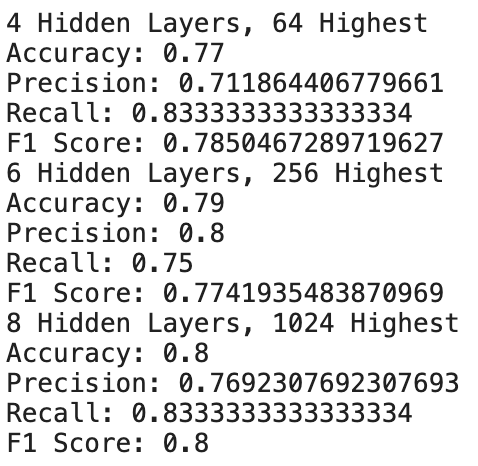 4 Hidden Layers, 64 Highest
Accuracy: 0.77
Precision: 0.711864406779661
Recall: 0.8333333333333334
F1 Score: 0.7850467289719627
6 Hidden Layers, 256 Highest
Accuracy: 0.79
Precision: 0.8
Recall: 0.75
F1 Score: 0.7741935483870969
8 Hidden Layers, 1024 Highest
Accuracy: 0.8
Precision: 0.7692307692307693
Recall: 0.8333333333333334
F1 Score: 0.8